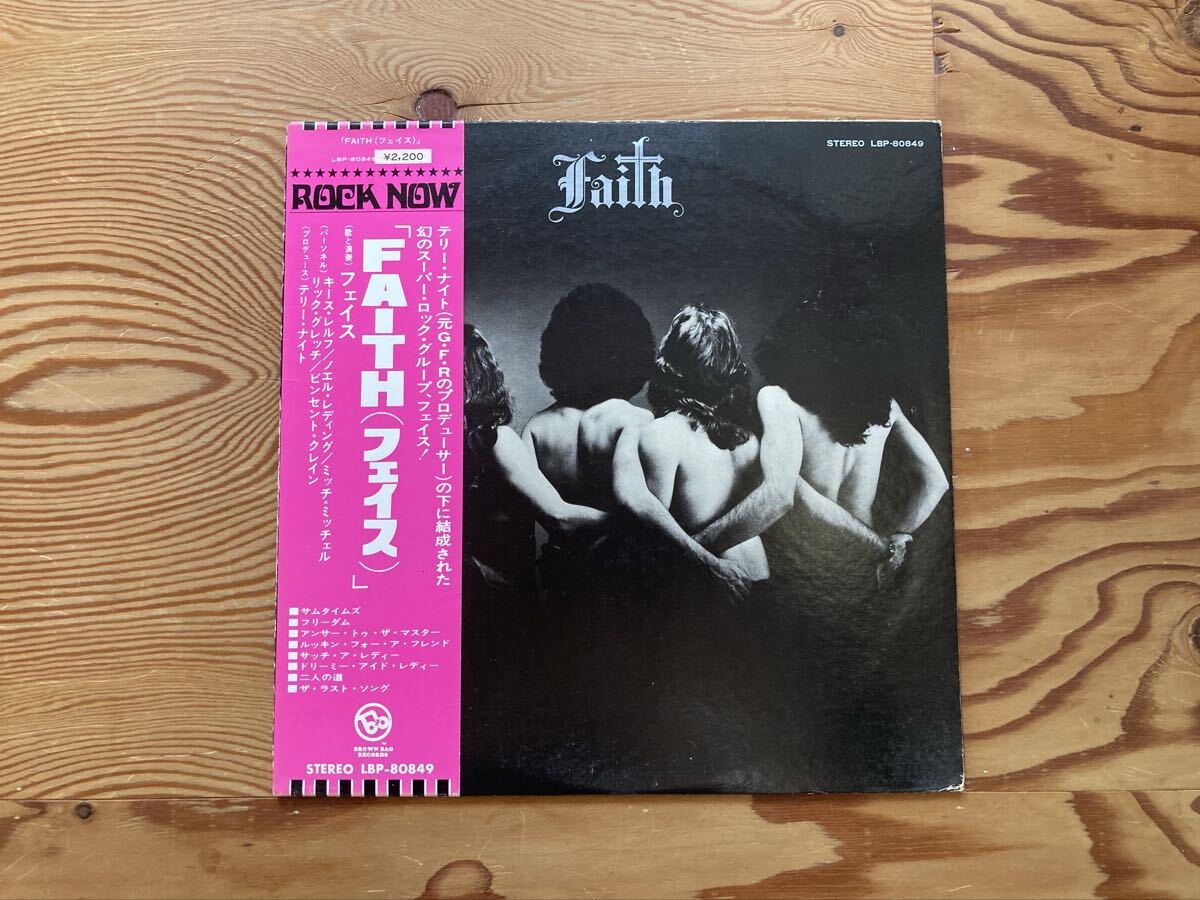 「FAITH(フェイス)」
LBP-80849
¥2,200
ROCK NOW
テリー・ナイト(元G・F・Rのプロデューサー)の下に結成された
幻のスーパー・ロック・グループ、フェイス!
「FAITH(フェイス)」
(歌と演奏)フェイス
(パーソネル)キース・レルフ/ノエル・レディング/ミッチ・ミッチェル
リック・グレッチ/ビンセント・クレイン
(プロデュース)テリー・ナイト
■サムタイムズ
■フリーダム
■アンサー・トゥ・ザ・マスター
■ルッキン・フォー・ア・フレンド
■サッチ・ア・レディー
■ドリーミー・アイド・レディー
■二人の道
■ザ・ラスト・ソング
BROWN BAG
RECORDS
STEREO LBP-80849
Faith
STEREO LBP-80849